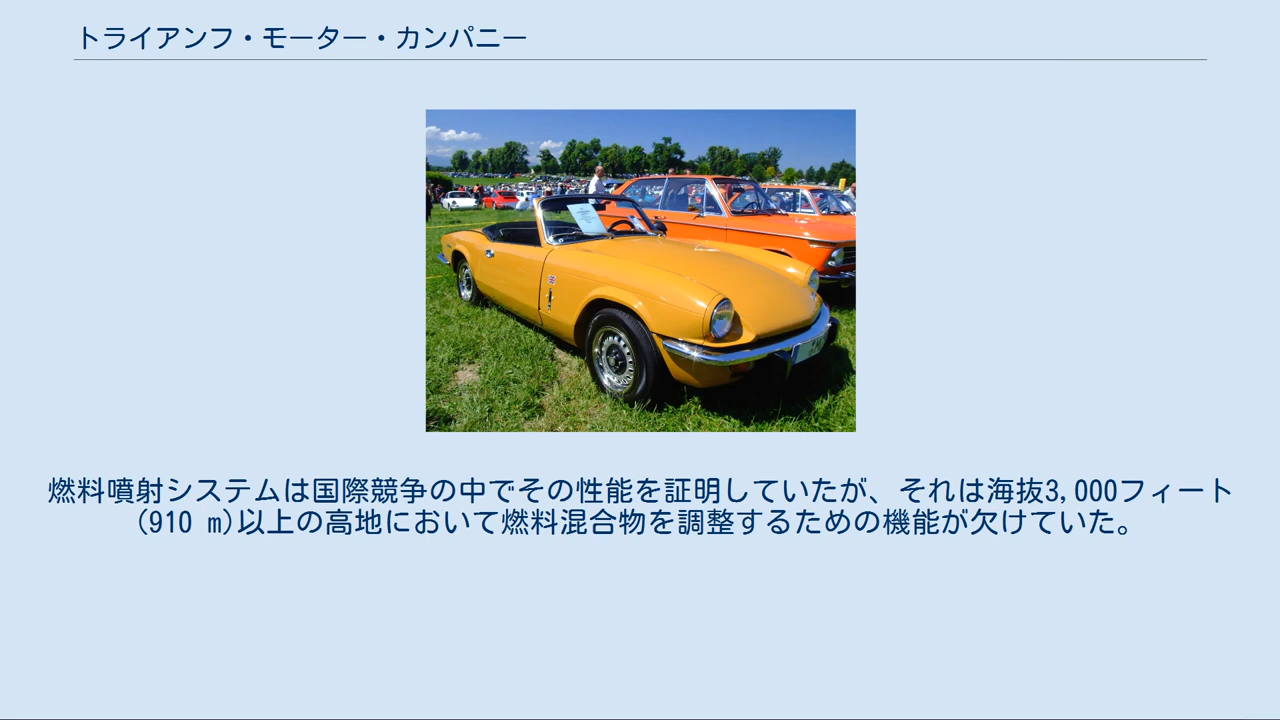 トライアンフ・モーター・カンパニー
燃料噴射システムは国際競争の中でその性能を証明していたが、それは海抜3,000フィート
(910 m)以上の高地において燃料混合物を調整するための機能が欠けていた。